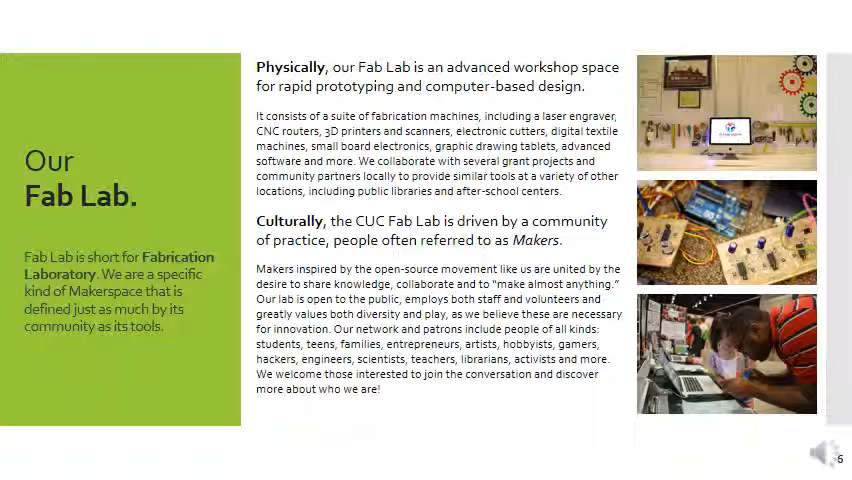 Our
Fab Lab.
Fab Lab is short for Fabrication
Laboratory. We are a specific
kind of Makerspace that is
defined just as much by its
community as its tools.
Physically, our Fab Lab is an advanced workshop space
for rapid prototyping and computer-based design.
It consists of a suite of fabrication machines, including a laser engraver,
CNC routers, 3D printers and scanners, electronic cutters, digital textile
machines, small board electronics, graphic drawing tablets, advanced
software and more. We collaborate with several grant projects and
community partners locally to provide similar tools at a variety of other
locations, including public libraries and after-school centers.
Culturally, the CUC Fab Lab is driven by a community
of practice, people often referred to as Makers.
Makers inspired by the open-source movement like us are united by the
desire to share knowledge, collaborate and to “make almost anything.”
Our lab is open to the public, employs both staff and volunteers and
greatly values both diversity and play, as we believe these are necessary
for innovation. Our network and patrons include people of all kinds:
students, teens, families, entrepreneurs, artists, hobbyists, gamers,
hackers, engineers, scientists, teachers, librarians, activists and more.
We welcome those interested to join the conversation and discover
more about who we are!
6